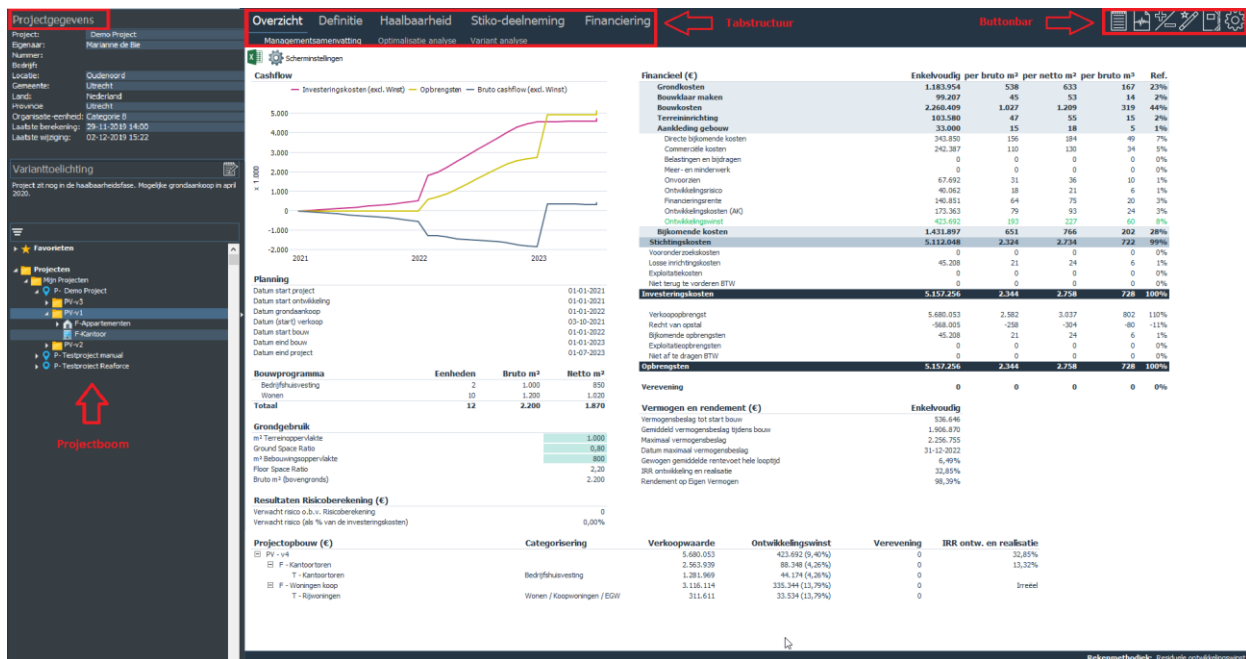 Projectgegevens
Project: Demo Project
Eigenaar: Marianne de Bie
Nummer:
Bedrijf:
Locatie: Oudenoord
Gemeente: Utrecht
Land: Nederland
Provincie Utrecht
Organisatie-eenheid: Categorie B
Laatste berekening: 29-11-2019 14:00
Laatste wijziging: 02-12-2019 15:22
Varianttoelichting
Project zit nog in de haalbaarheidsfase. Mogelijke grondaankoop in april
2020.
Favorieten
Projecten
Mijn Projecten
P- Demo Project
PV-v3
PV-v1
F-Appartementen
F-Kantoor
PV-v2
P- Testproject manual
P- Testproject Reaforce
Projectboom
Overzicht Definitie Haalbaarheid Stiko-deelneming Financiering
Managementsamenvatting Optimalisatie analyse Variant analyse
Tabstructuur
Buttonbar
Scherminstellingen
Cashflow
Investeringskosten (excl. Winst) Opbrengsten Bruto cashflow (excl. Winst)
x 1.000
5.000
4.000
3.000
2.000
1.000
0
-1.000
-2.000
2021 2022 2023
Planning
Datum start project 01-01-2021
Datum start ontwikkeling 01-01-2021
Datum grondaankoop 01-01-2022
Datum (start) verkoop 03-10-2021
Datum start bouw 01-01-2022
Datum eind bouw 01-01-2023
Datum eind project 01-07-2023
Bouwprogramma Eenheden Bruto m² Netto m²
Bedrijfshuisvesting 2 1.000 850
Wonen 10 1.200 1.020
Totaal 12 2.200 1.870
Grondgebruik
m² Terreinoppervlakte 1.000
Ground Space Ratio 0,80
m² Bebouwingsoppervlakte 800
Floor Space Ratio 2,20
Bruto m² (bovengronds) 2.200
Resultaten Risicoberekening (€)
Verwacht risico o.b.v. Risicoberekening 0
Verwacht risico (als % van de investeringskosten) 0,00%
Financieel (€) Enkelvoudig per bruto m² per netto m² per bruto m³ Ref.
Grondkosten 1.183.954 538 633 167 23%
Bouwklaar maken 99.207 45 53 14 2%
Bouwkosten 2.260.409 1.027 1.209 319 44%
Terreininrichting 103.580 47 55 15 2%
Aankleding gebouw 33.000 15 18 5 1%
Directe bijkomende kosten 343.850 156 184 49 7%
Commerciële kosten 242.387 110 130 34 5%
Belastingen en bijdragen 0 0 0 0 0%
Meer- en minderwerk 0 0 0 0 0%
Onvoorzien 67.692 31 36 10 1%
Ontwikkelingsrisico 40.062 18 21 6 1%
Financieringsrente 140.851 64 75 20 3%
Ontwikkelingskosten (AK) 173.363 79 93 24 3%
Ontwikkelingswinst 423.692 193 227 60 8%
Bijkomende kosten 1.431.897 651 766 202 28%
Stichtingskosten 5.112.048 2.324 2.734 722 99%
Vooronderzoekskosten 0 0 0 0 0%
Losse inrichtingskosten 45.208 21 24 6 1%
Exploitatiekosten 0 0 0 0 0%
Niet terug te vorderen BTW 0 0 0 0 0%
Investeringskosten 5.157.256 2.344 2.758 728 100%
Verkoopopbrengst 5.680.053 2.582 3.037 802 110%
Recht van opstal -568.005 -258 -304 -80 -11%
Bijkomende opbrengsten 45.208 21 24 6 1%
Exploitatieopbrengsten 0 0 0 0 0%
Niet af te dragen BTW 0 0 0 0 0%
Opbrengsten 5.157.256 2.344 2.758 728 100%
Verevening 0 0 0 0 0%
Vermogen en rendement (€) Enkelvoudig
Vermogensbeslag tot start bouw 536.646
Gemiddeld vermogensbeslag tijdens bouw 1.906.870
Maximaal vermogensbeslag 2.256.755
Datum maximaal vermogensbeslag 31-12-2022
Gewogen gemiddelde rentevoet hele looptijd 6,49%
IRR ontwikkeling en realisatie 32,85%
Rendement op Eigen Vermogen 98,39%
Projectopbouw (€) Categorisering Verkoopwaarde Ontwikkelingswinst Verevening IRR ontw. en realisatie
PV - v4 5.680.053 423.692 (9,40%) 0 32,85%
F - Kantoortoren 2.563.939 88.348 (4,26%) 0 13,32%
T - Kantoortoren Bedrijfshuisvesting 1.281.969 44.174 (4,26%) 0
F - Woningen koop 3.116.114 335.344 (13,79%) 0 Irreëel
T - Rijwoningen Wonen / Koopwoningen / EGW 311.611 33.534 (13,79%) 0
Rekenmethodiek: Residuele ontwikkelingswinst